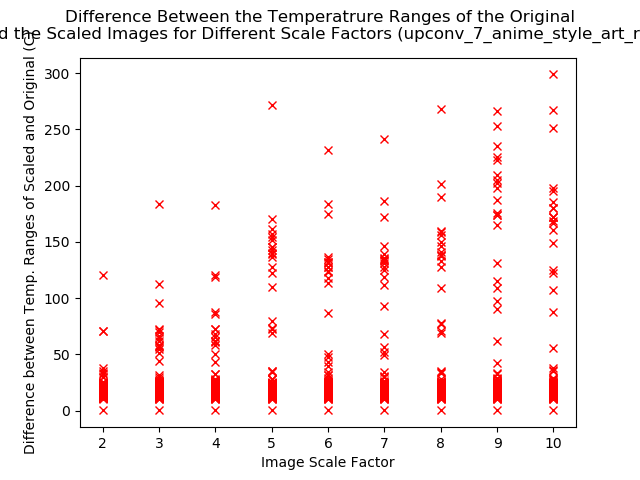 Difference Between the Temperatrure Ranges of the Original
d the Scaled Images for Different Scale Factors (upconv_7_anime_style_art_r
Difference between Temp. Ranges of Scaled and Original (C)
300
250
200
150
100
50
0
2 3 4 5 6 7 8 9 10
Image Scale Factor